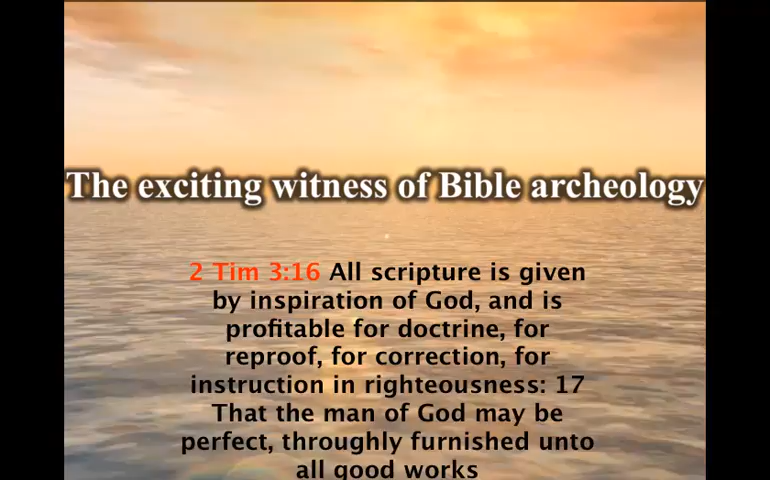 The exciting witness of Bible archeology
2 Tim 3:16 All scripture is given
by inspiration of God, and is
profitable for doctrine, for
reproof, for correction, for
instruction in righteousness: 17
That the man of God may be
perfect, throughly furnished unto
all good works